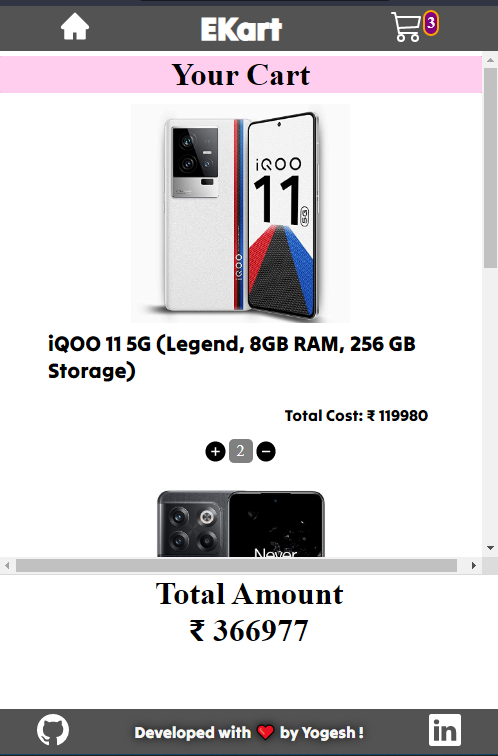 EKart
3
Your Cart
iQOO
11
5G
iQOO
iQOO 11 5G (Legend, 8GB RAM, 256 GB
Storage)
Total Cost: ₹ 119980
+ 2 −
Never
Total Amount
₹ 366977
Developed with ❤️ by Yogesh !
in